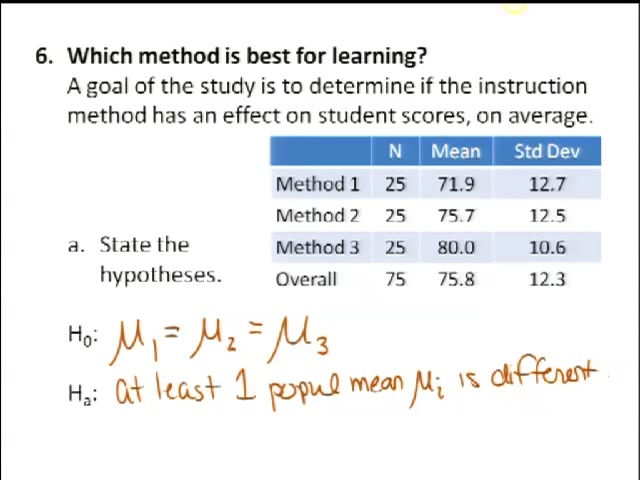 6. Which method is best for learning?
A goal of the study is to determine if the instruction
method has an effect on student scores, on average.
N Mean Std Dev
Method 1 25 71.9 12.7
Method 2 25 75.7 12.5
Method 3 25 80.0 10.6
Overall 75 75.8 12.3
a. State the
hypotheses.
H₀: μ₁ = μ₂ = μ₃
Hₐ: at least 1 popul mean μᵢ is different